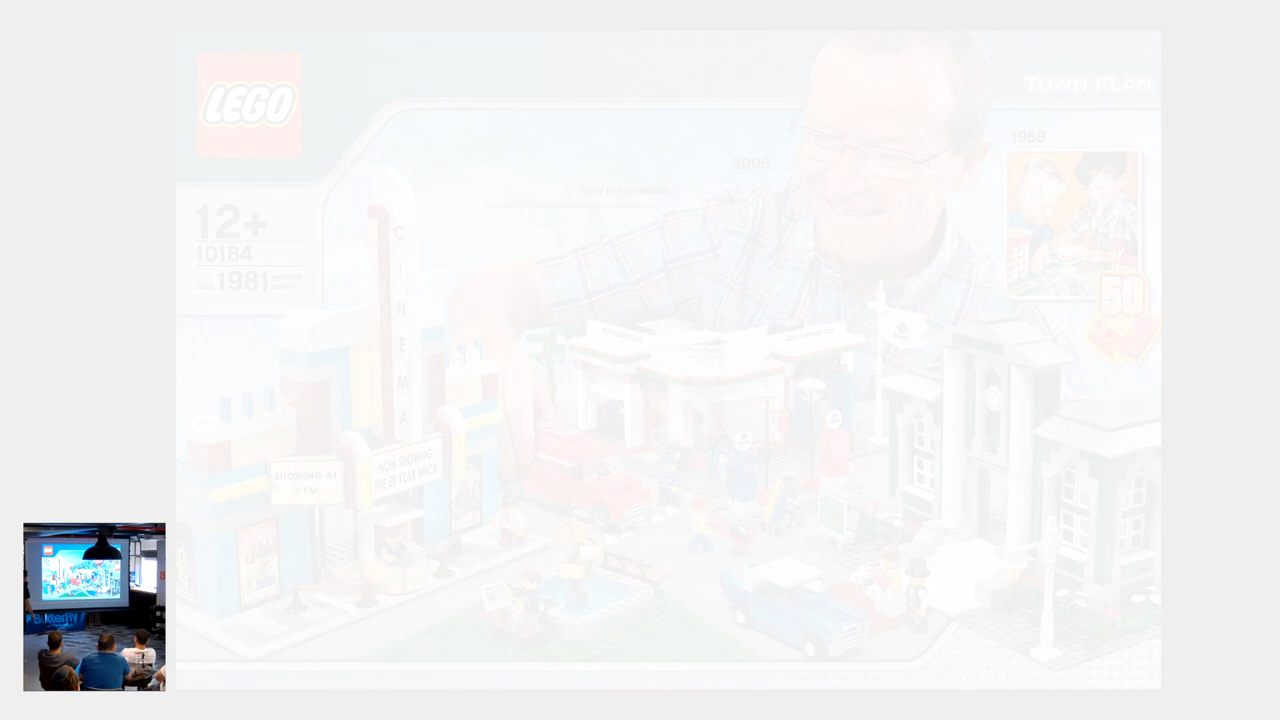 LEGO
TOWN PLAN
1958
2008
12+
10184
1981
50
CINEMA
SHOWING AT
7 PM
NOW SHOWING
THE 50 YEAR BRICK
Butterfly